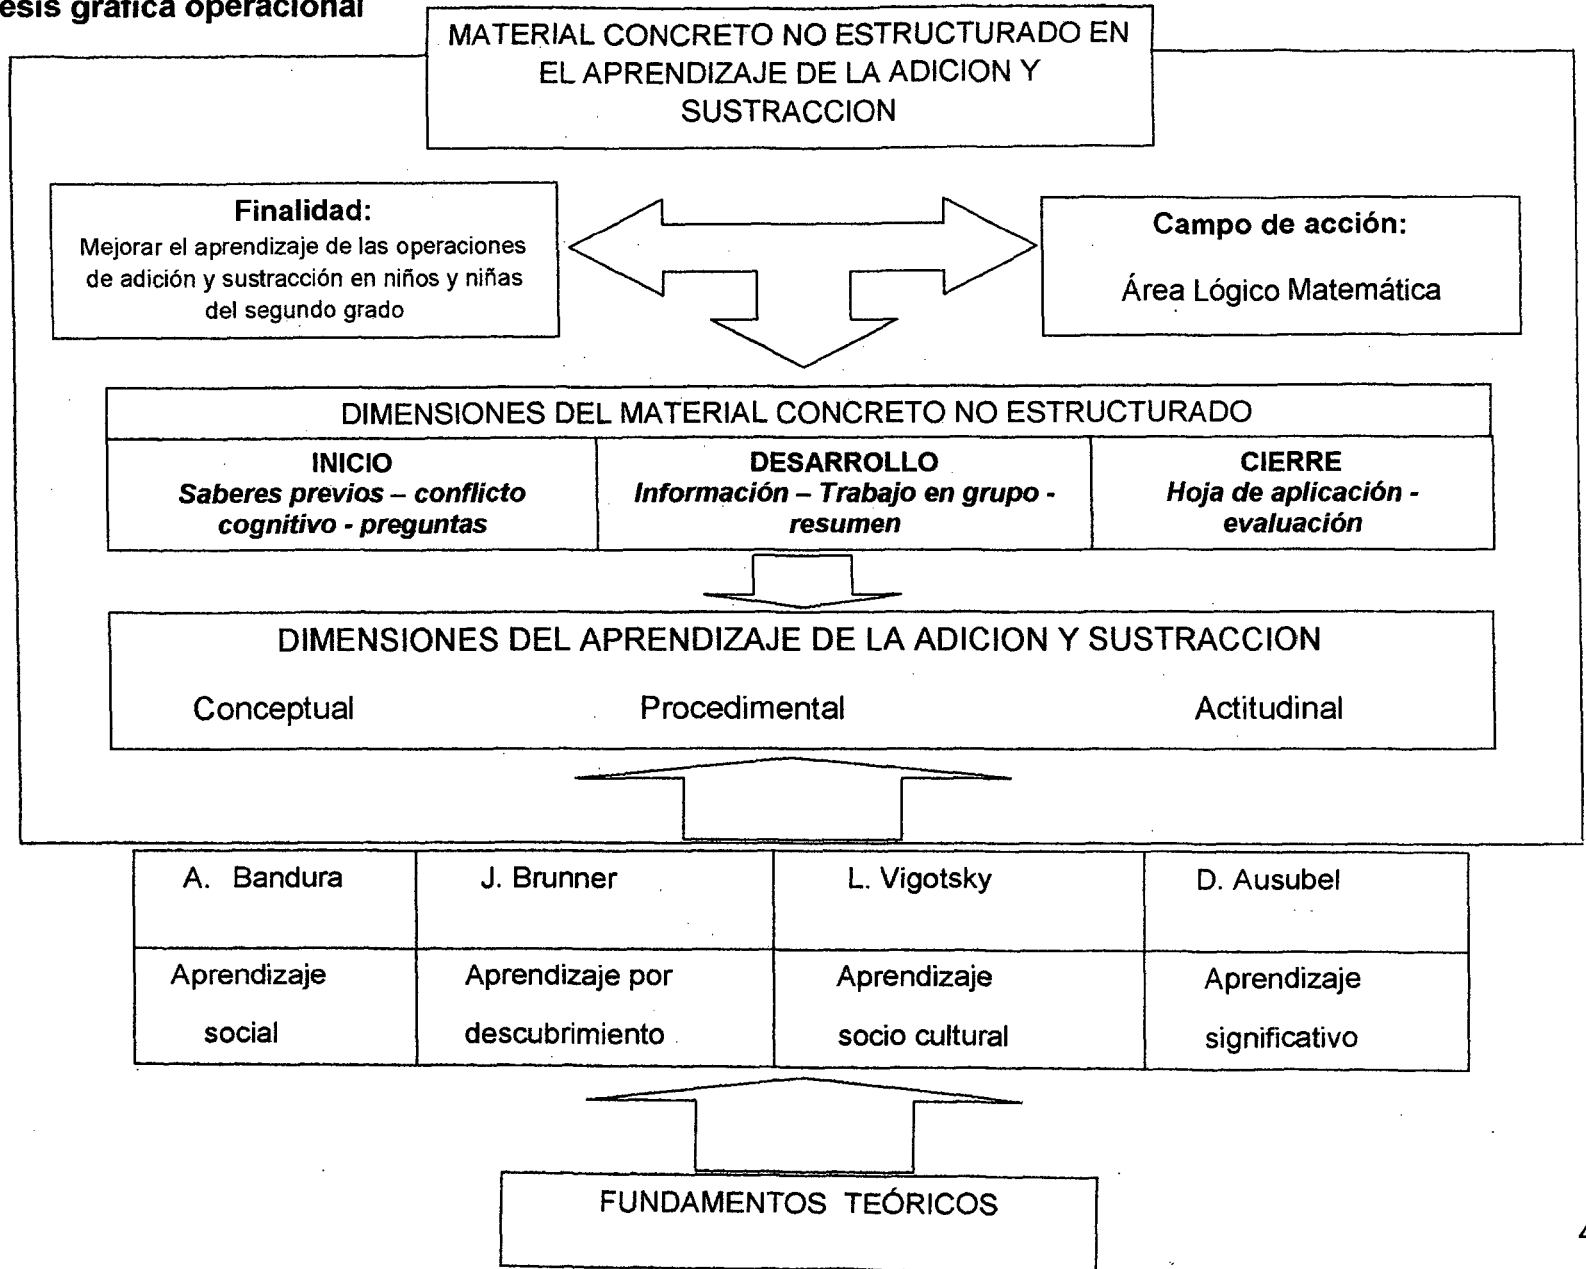 esis gráfica operacional
MATERIAL CONCRETO NO ESTRUCTURADO EN
EL APRENDIZAJE DE LA ADICION Y
SUSTRACCION
Finalidad:
Mejorar el aprendizaje de las operaciones
de adición y sustracción en niños y niñas
del segundo grado
Campo de acción:
Área Lógico Matemática
DIMENSIONES DEL MATERIAL CONCRETO NO ESTRUCTURADO
INICIO
Saberes previos – conflicto
cognitivo - preguntas
DESARROLLO
Información – Trabajo en grupo -
resumen
CIERRE
Hoja de aplicación -
evaluación
DIMENSIONES DEL APRENDIZAJE DE LA ADICION Y SUSTRACCION
Conceptual Procedimental Actitudinal
A. Bandura
J. Brunner
L. Vigotsky
D. Ausubel
Aprendizaje
social
Aprendizaje por
descubrimiento
Aprendizaje
socio cultural
Aprendizaje
significativo
FUNDAMENTOS TEÓRICOS
4